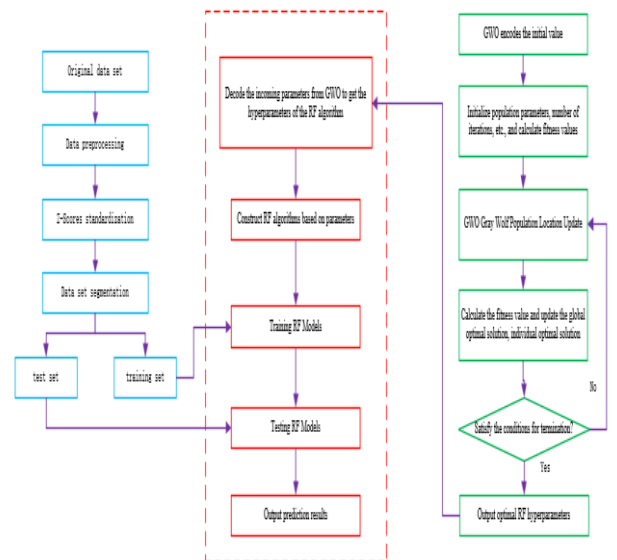 Original data set
Data preprocessing
Z-Scores standardization
Data set segmentation
test set
training set
Decode the incoming parameters from GWO to get the
hyperparameters of the RF algorithm
Construct RF algorithms based on parameters
Training RF Models
Testing RF Models
Output prediction results
GWO encodes the initial value
Initialize population parameters, number of
iterations, etc., and calculate fitness values
GWO Gray Wolf Population Location Update
Calculate the fitness value and update the global
optimal solution, individual optimal solution
No
Satisfy the conditions for termination?
Yes
Output optimal RF hyperparameters